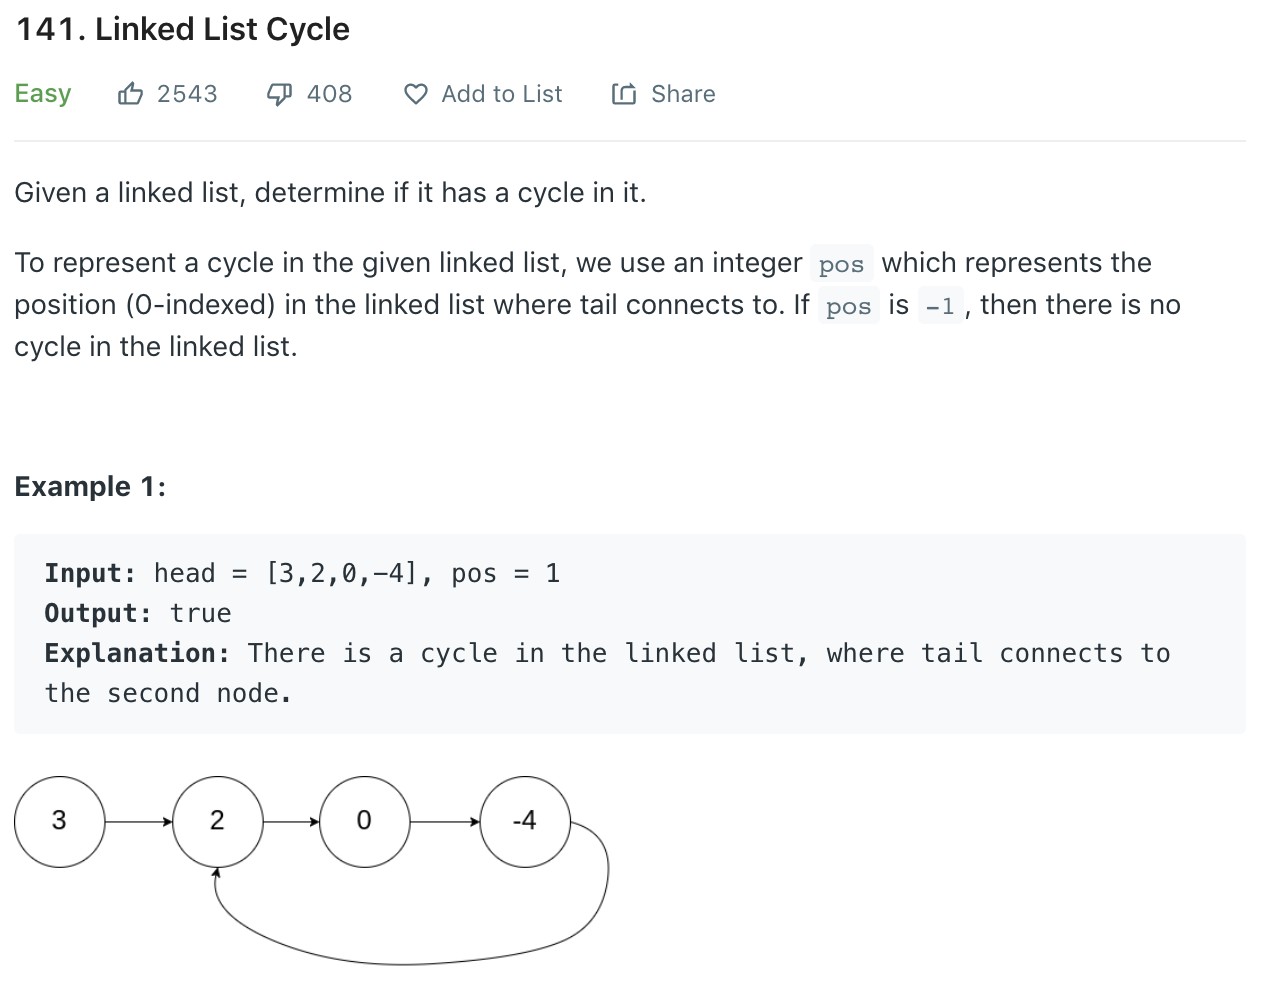 141. Linked List Cycle
Easy 2543 408 Add to List Share
Given a linked list, determine if it has a cycle in it.
To represent a cycle in the given linked list, we use an integer pos which represents the
position (0-indexed) in the linked list where tail connects to. If pos is -1, then there is no
cycle in the linked list.
Example 1:
Input: head = [3,2,0,-4], pos = 1
Output: true
Explanation: There is a cycle in the linked list, where tail connects to
the second node.
3 2 0 -4